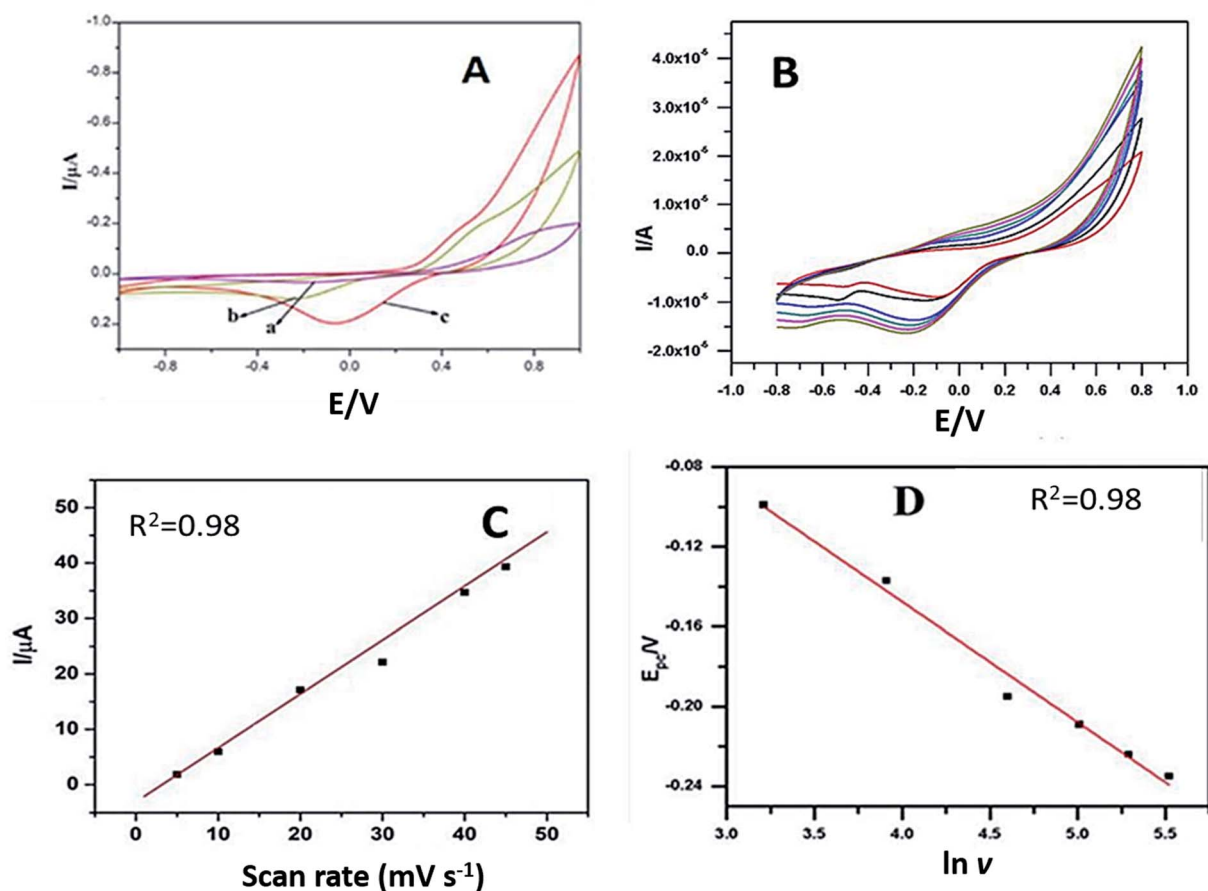 A
I/μA
-1.0
-0.8
-0.6
-0.4
-0.2
0.0
0.2
b
a
c
-0.8
-0.4
0.0
0.4
0.8
E/V
B
I/A
4.0x10⁻⁵
3.0x10⁻⁵
2.0x10⁻⁵
1.0x10⁻⁵
0.0
-1.0x10⁻⁵
-2.0x10⁻⁵
-1.0
-0.8
-0.6
-0.4
-0.2
0.0
0.2
0.4
0.6
0.8
1.0
E/V
R²=0.98
C
I/μA
50
40
30
20
10
0
0
10
20
30
40
50
Scan rate (mV s⁻¹)
D
R²=0.98
Epc/V
-0.08
-0.12
-0.16
-0.20
-0.24
3.0
3.5
4.0
4.5
5.0
5.5
ln v